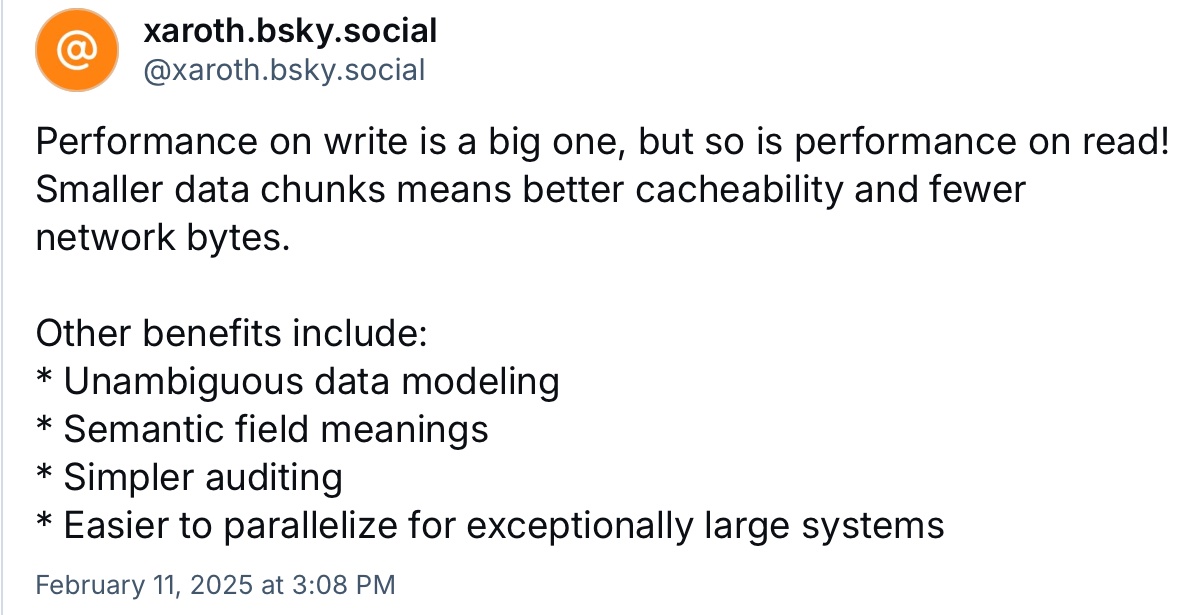 @
xaroth.bsky.social
@xaroth.bsky.social
Performance on write is a big one, but so is performance on read!
Smaller data chunks means better cacheability and fewer
network bytes.
Other benefits include:
* Unambiguous data modeling
* Semantic field meanings
* Simpler auditing
* Easier to parallelize for exceptionally large systems
February 11, 2025 at 3:08 PM